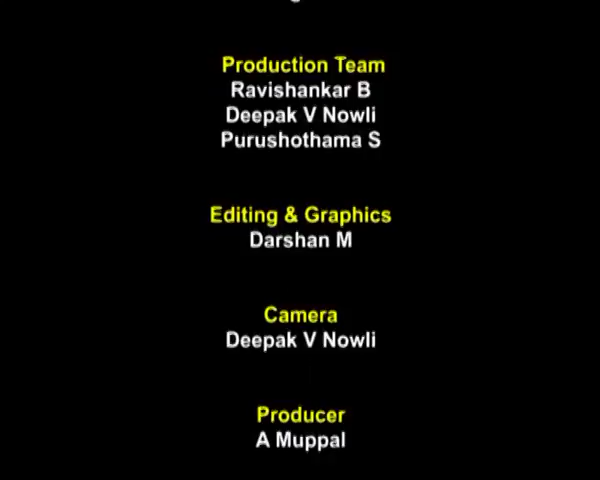 Production Team
Ravishankar B
Deepak V Nowli
Purushothama S
Editing & Graphics
Darshan M
Camera
Deepak V Nowli
Producer
A Muppal